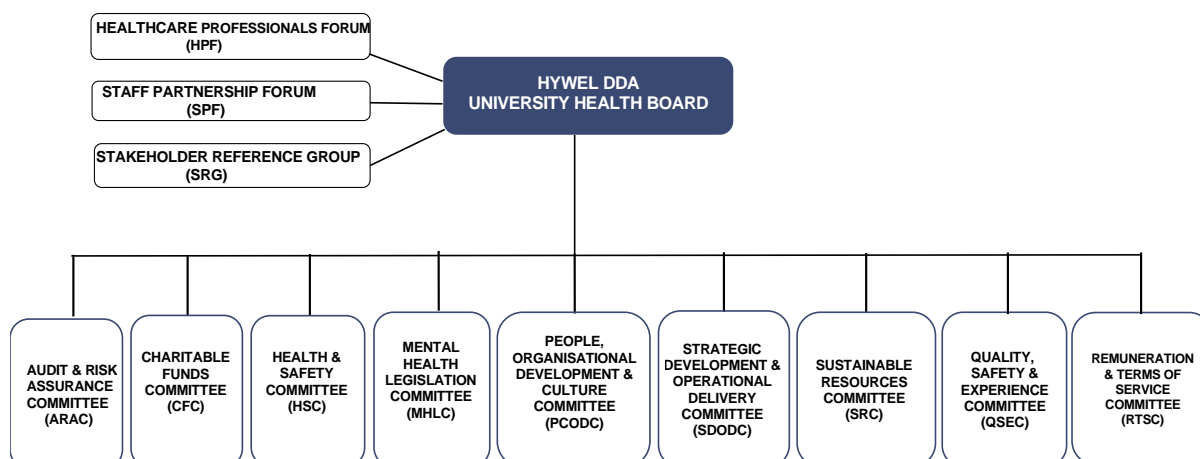 HEALTHCARE PROFESSIONALS FORUM
(HPF)
STAFF PARTNERSHIP FORUM
(SPF)
STAKEHOLDER REFERENCE GROUP
(SRG)
HYWEL DDA
UNIVERSITY HEALTH BOARD
AUDIT & RISK
ASSURANCE
COMMITTEE
(ARAC)
CHARITABLE
FUNDS
COMMITTEE
(CFC)
HEALTH &
SAFETY
COMMITTEE
(HSC)
MENTAL
HEALTH
LEGISLATION
COMMITTEE
(MHLC)
PEOPLE,
ORGANISATIONAL
DEVELOPMENT &
CULTURE
COMMITTEE
(PCODC)
STRATEGIC
DEVELOPMENT &
OPERATIONAL
DELIVERY
COMMITTEE
(SDODC)
SUSTAINABLE
RESOURCES
COMMITTEE
(SRC)
QUALITY,
SAFETY &
EXPERIENCE
COMMITTEE
(QSEC)
REMUNERATION
& TERMS OF
SERVICE
COMMITTEE
(RTSC)